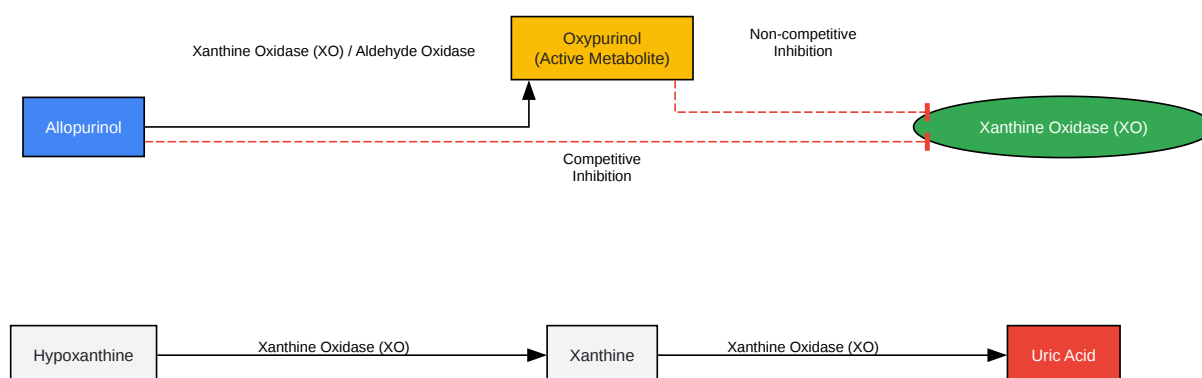 Xanthine Oxidase (XO) / Aldehyde Oxidase
Oxypurinol
(Active Metabolite)
Non-competitive
Inhibition
Allopurinol
Xanthine Oxidase (XO)
Competitive
Inhibition
Hypoxanthine
Xanthine Oxidase (XO)
Xanthine
Xanthine Oxidase (XO)
Uric Acid